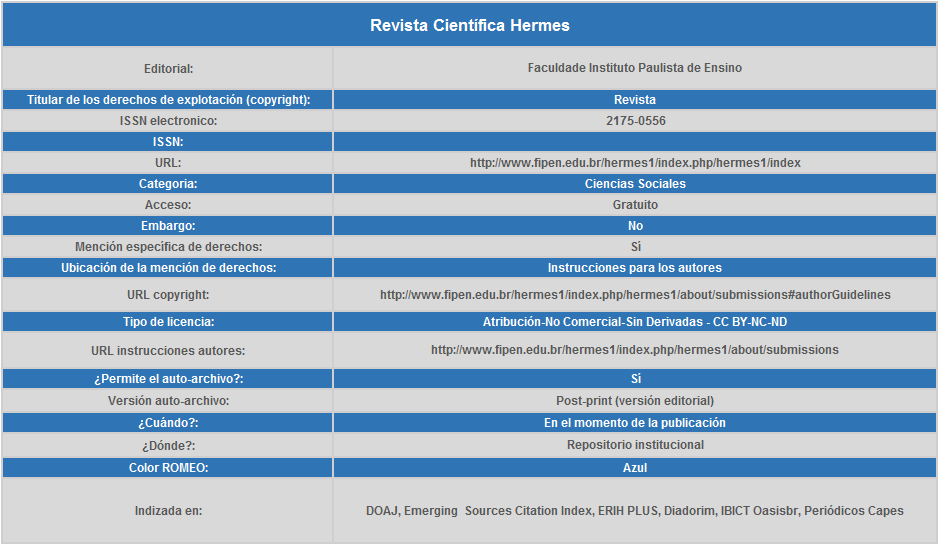 Revista Científica Hermes
Editorial: Faculdade Instituto Paulista de Ensino
Titular de los derechos de explotación (copyright): Revista
ISSN electronico: 2175-0556
ISSN:
URL: http://www.fipen.edu.br/hermes1/index.php/hermes1/index
Categoria: Ciencias Sociales
Acceso: Gratuito
Embargo: No
Mención específica de derechos: Sí
Ubicación de la mención de derechos: Instrucciones para los autores
URL copyright: http://www.fipen.edu.br/hermes1/index.php/hermes1/about/submissions#authorGuidelines
Tipo de licencia: Atribución-No Comercial-Sin Derivadas - CC BY-NC-ND
URL instrucciones autores: http://www.fipen.edu.br/hermes1/index.php/hermes1/about/submissions
¿Permite el auto-archivo?: Sí
Versión auto-archivo: Post-print (versión editorial)
¿Cuándo?: En el momento de la publicación
¿Dónde?: Repositorio institucional
Color ROMEO: Azul
Indizada en: DOAJ, Emerging  Sources Citation Index, ERIH PLUS, Diadorim, IBICT Oasisbr, Periódicos Capes